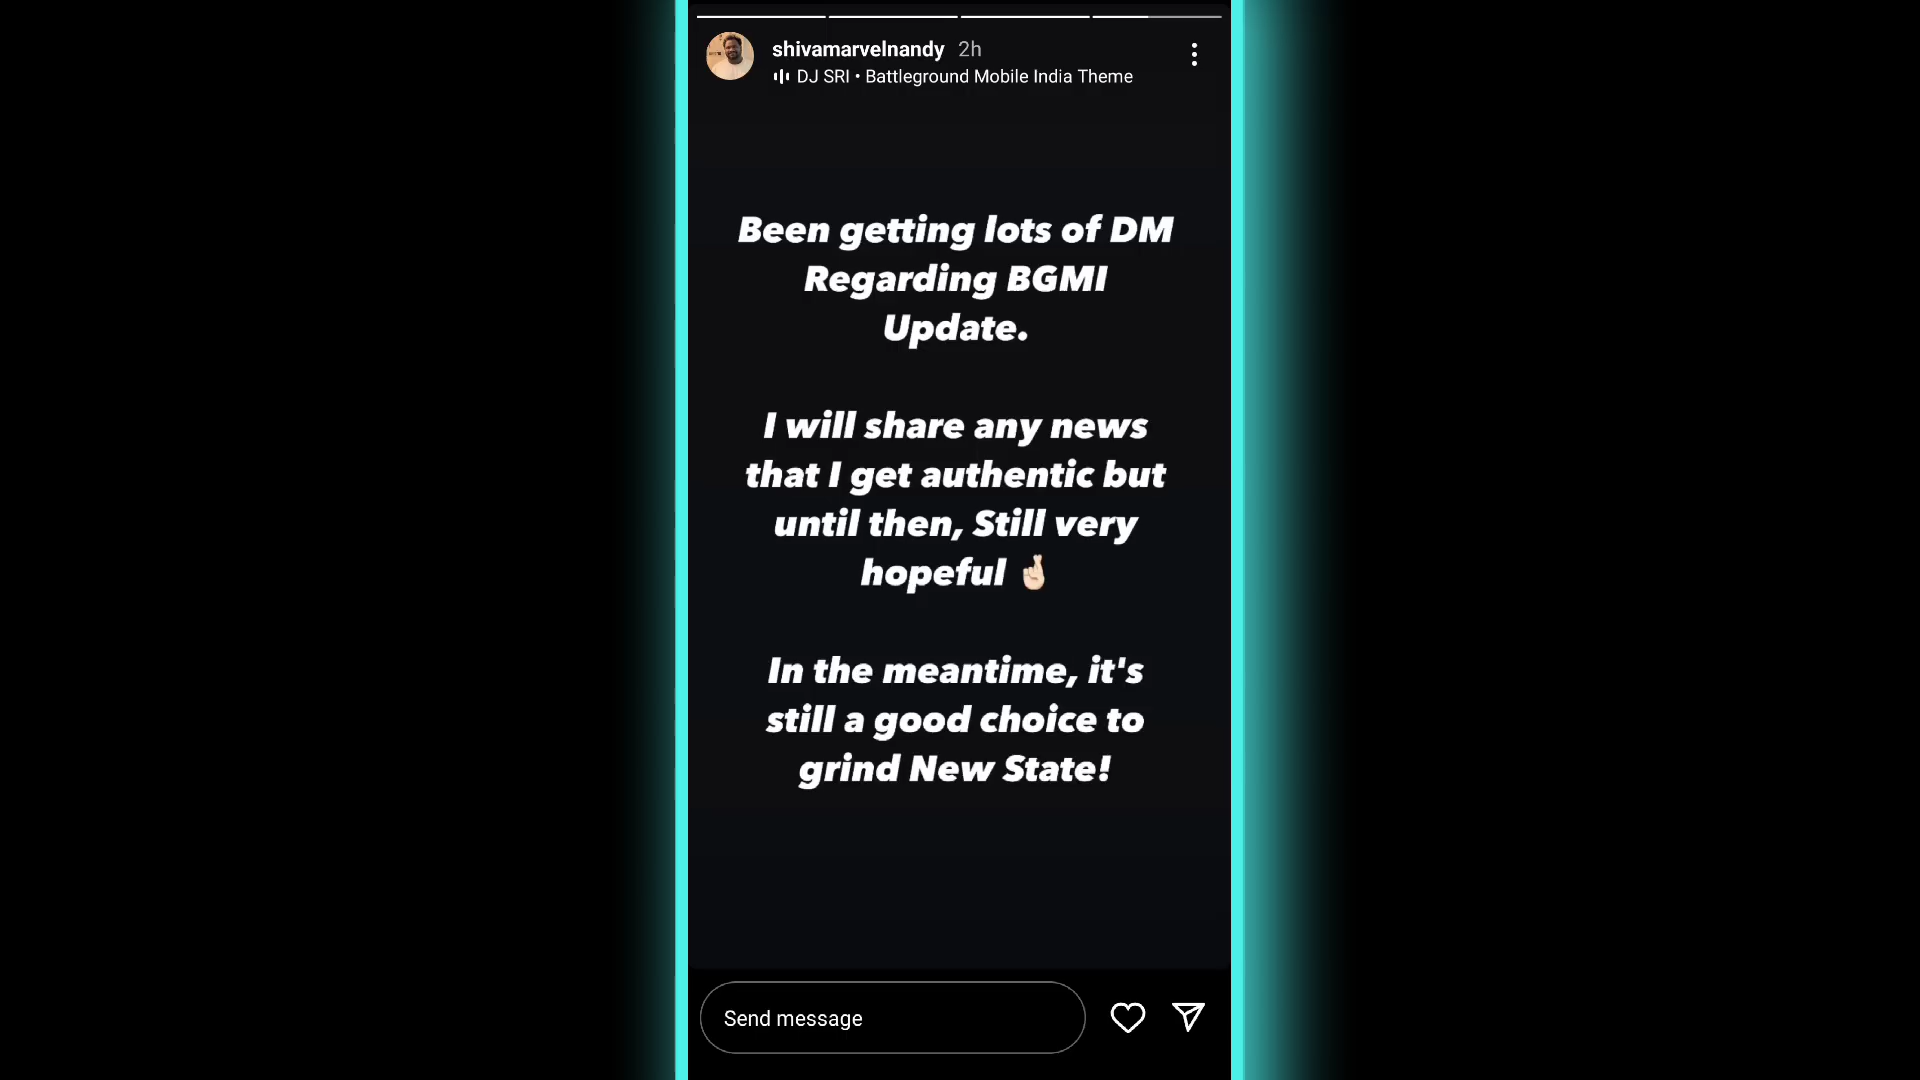 shivamarvelnandy 2h
DJ SRI • Battleground Mobile India Theme
Been getting lots of DM
Regarding BGMI
Update.
I will share any news
that I get authentic but
until then, Still very
hopeful 🤞🏻
In the meantime, it's
still a good choice to
grind New State!
Send message